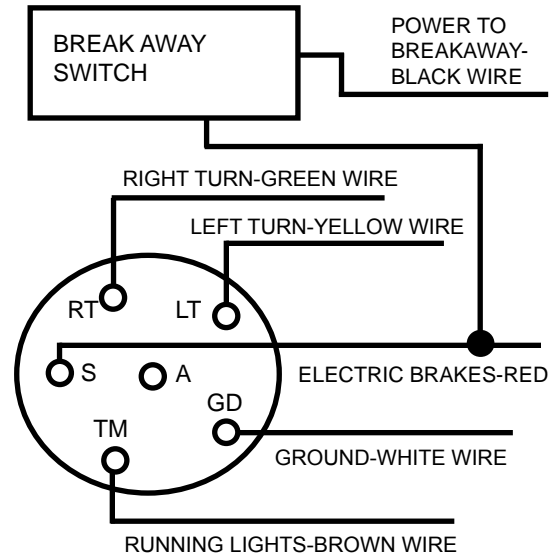 BREAK AWAY
SWITCH
POWER TO
BREAKAWAY-
BLACK WIRE
RIGHT TURN-GREEN WIRE
LEFT TURN-YELLOW WIRE
RT
LT
S
A
ELECTRIC BRAKES-RED
GD
TM
GROUND-WHITE WIRE
RUNNING LIGHTS-BROWN WIRE